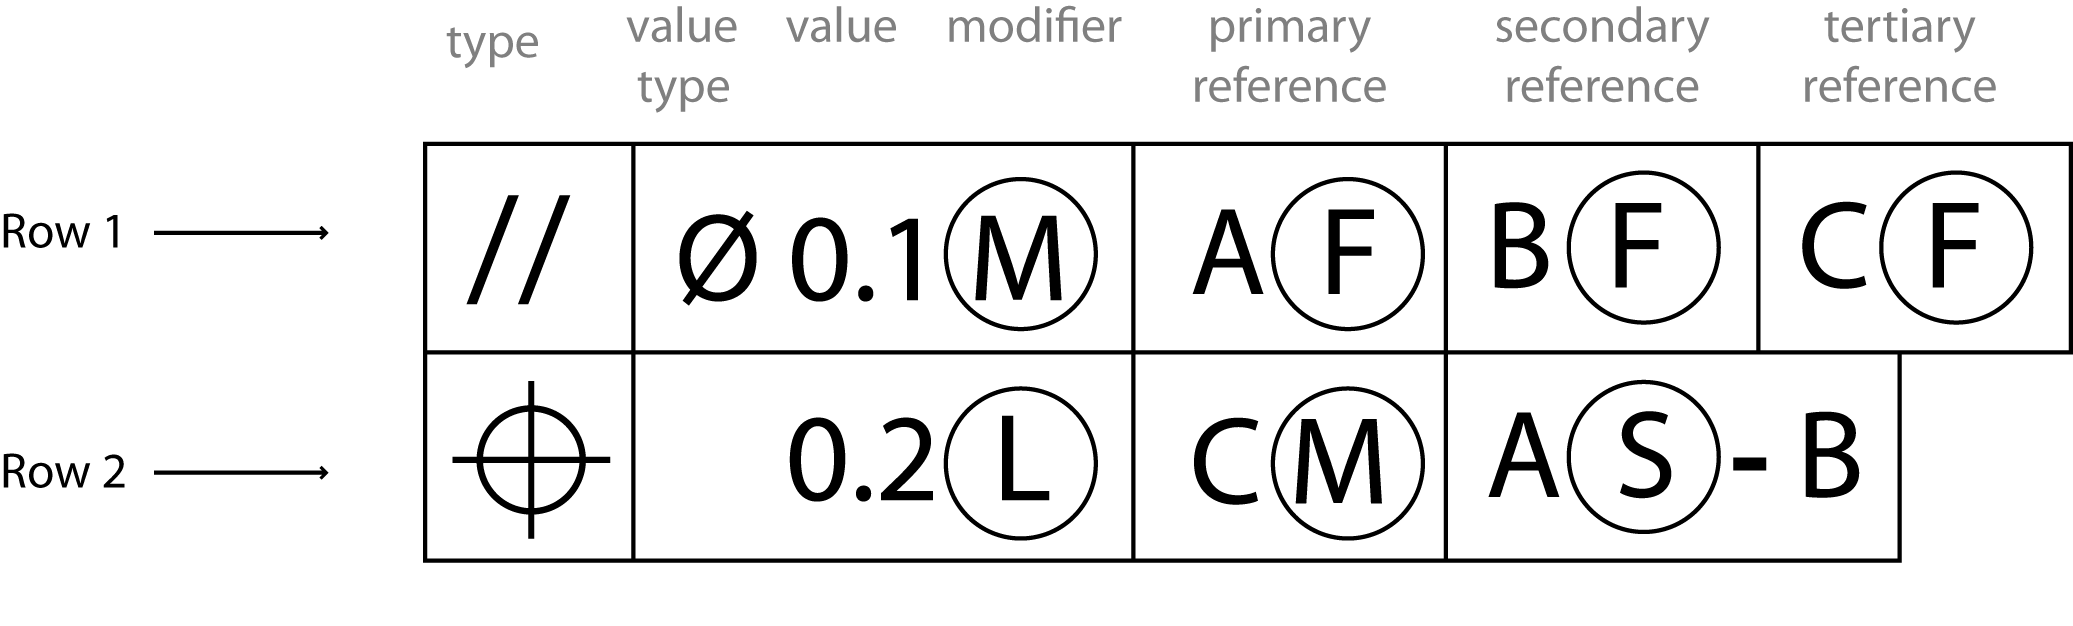 type value type value modifier primary reference secondary reference tertiary reference
Row 1 // Ø 0.1 Ⓜ A Ⓕ B Ⓕ C Ⓕ
Row 2 ⌖ 0.2 Ⓛ C Ⓜ A Ⓢ - B